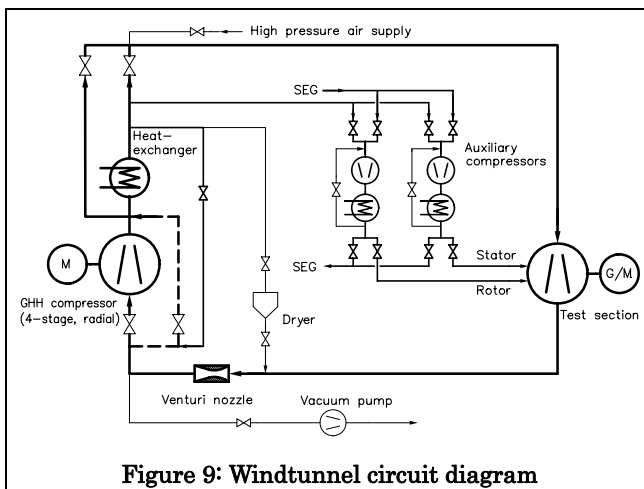 High pressure air supply
SEG
Heat-
exchanger
Auxiliary
compressors
M
GHH compressor
(4-stage, radial)
SEG
Stator
Rotor
G/M
Test section
Dryer
Venturi nozzle
Vacuum pump
Figure 9: Windtunnel circuit diagram